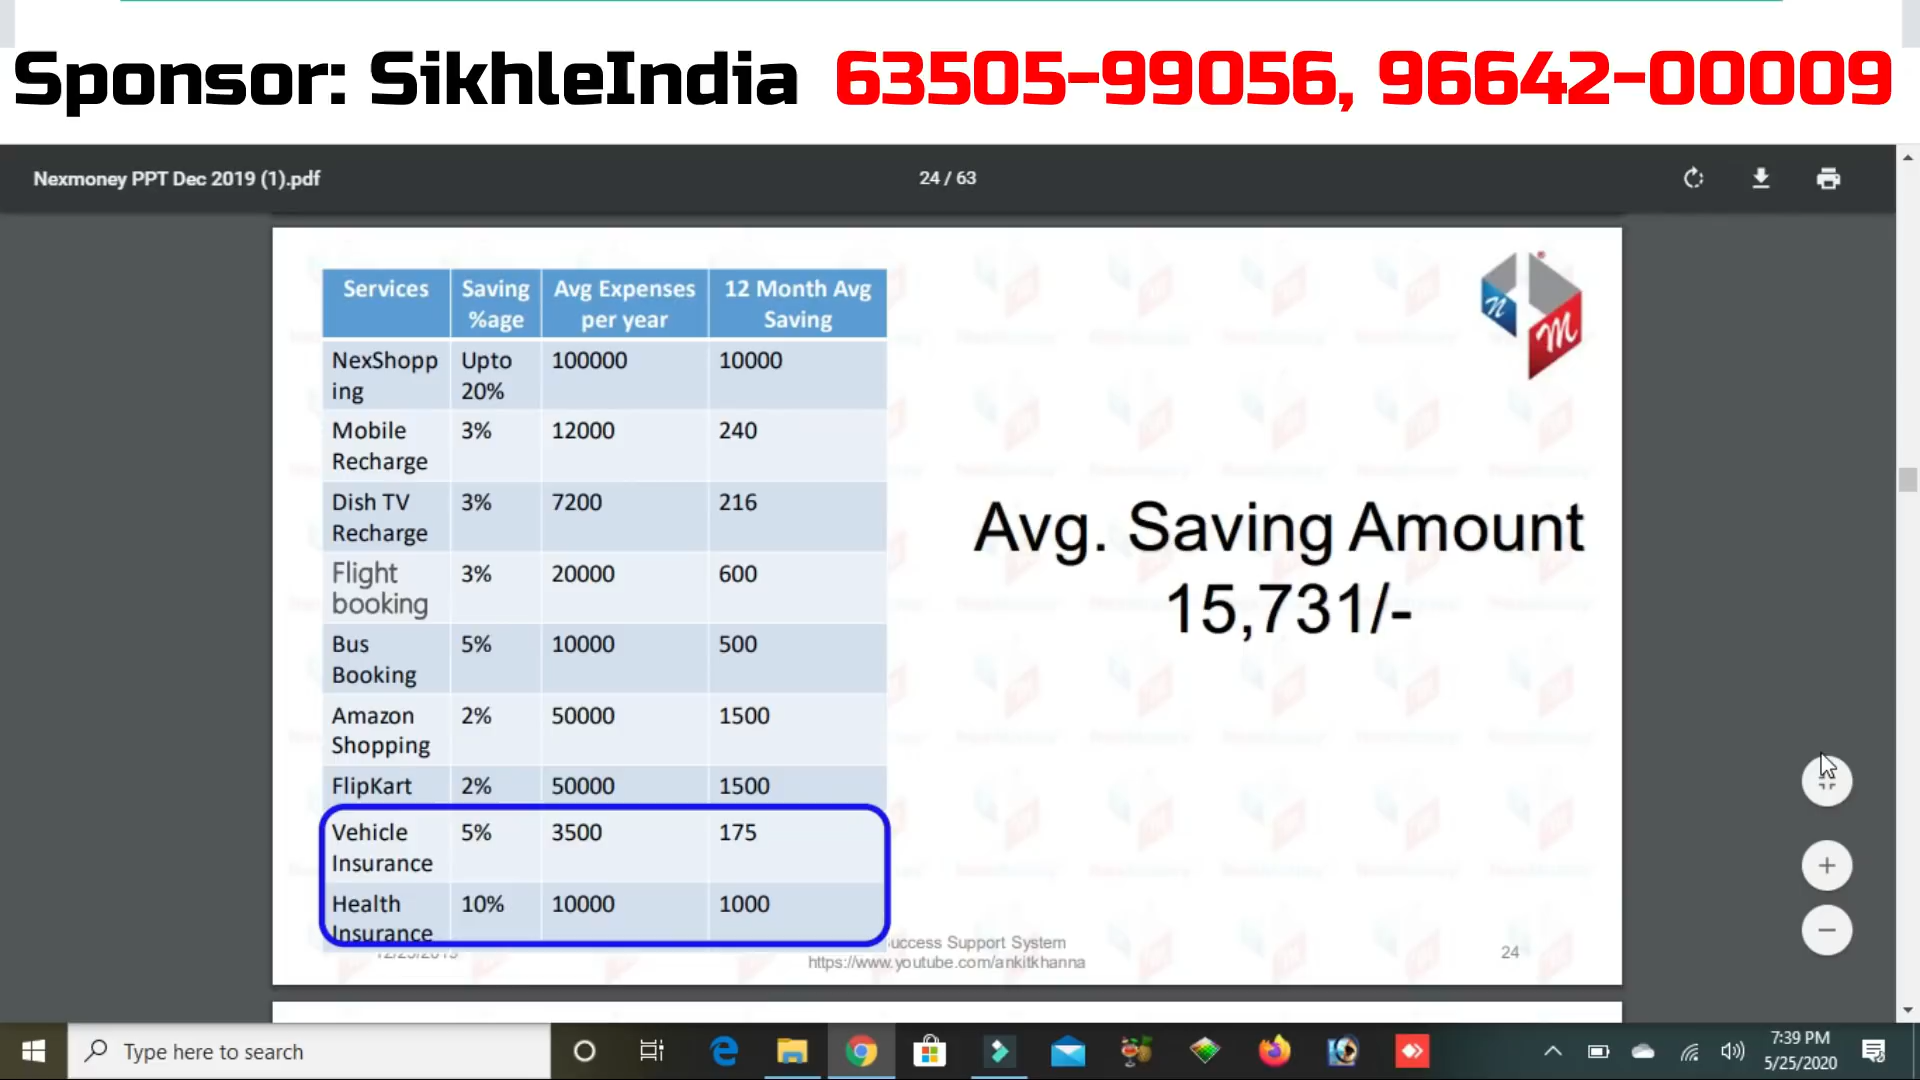 Sponsor: SikhleIndia 63505-99056, 96642-00009
Nexmoney PPT Dec 2019 (1).pdf
24 / 63
Services Saving %age Avg Expenses per year 12 Month Avg Saving
NexShopping Upto 20% 100000 10000
Mobile Recharge 3% 12000 240
Dish TV Recharge 3% 7200 216
Flight booking 3% 20000 600
Bus Booking 5% 10000 500
Amazon Shopping 2% 50000 1500
FlipKart 2% 50000 1500
Vehicle Insurance 5% 3500 175
Health Insurance 10% 10000 1000
Avg. Saving Amount
15,731/-
12/25/2019
uccess Support System
https://www.youtube.com/ankitkhanna
24
Type here to search
7:39 PM
5/25/2020